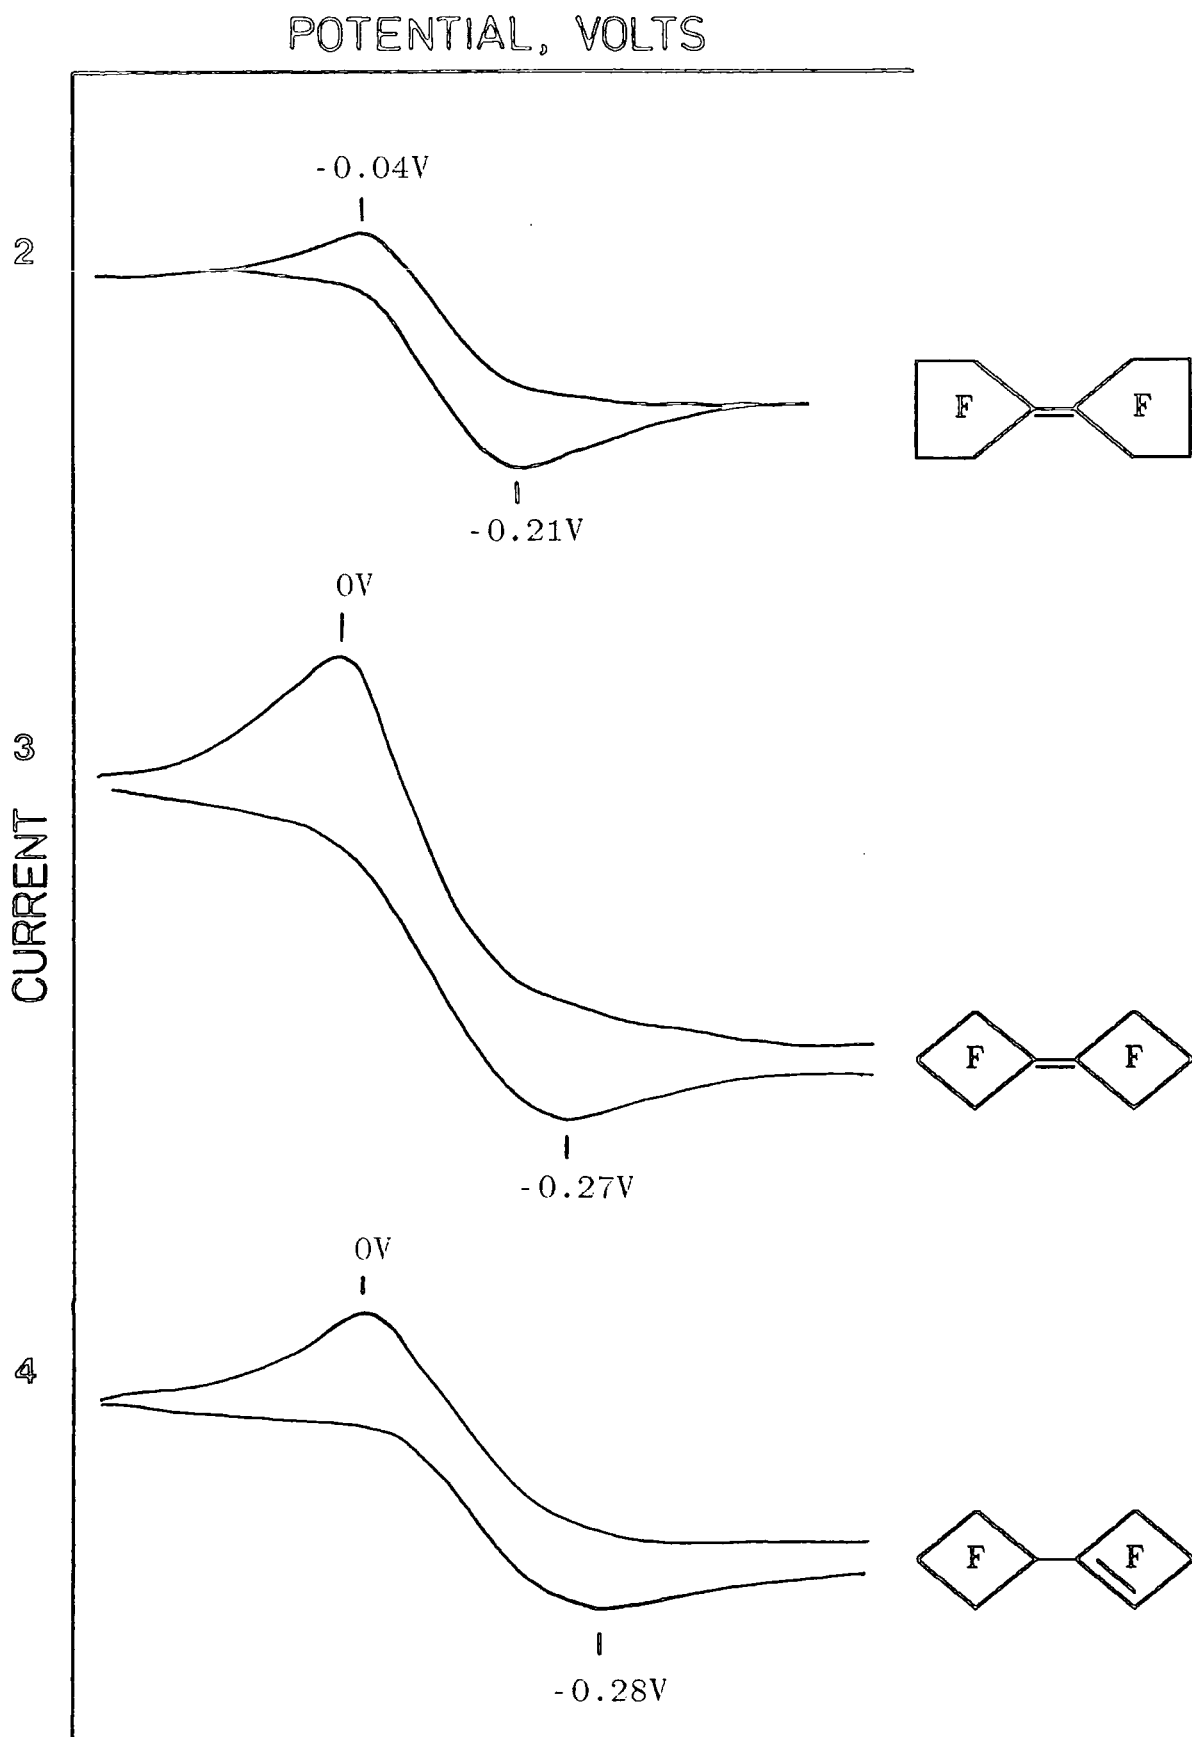 POTENTIAL, VOLTS
-0.04V
2
F F
-0.21V
0V
3
CURRENT
F F
-0.27V
0V
4
F F
-0.28V